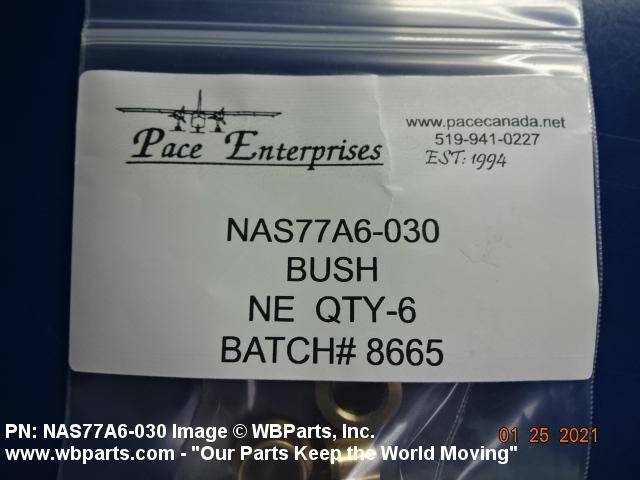 www.pacecanada.net
519-941-0227
EST: 1994
Pace Enterprises
NAS77A6-030
BUSH
NE QTY-6
BATCH# 8665
PN: NAS77A6-030 Image © WBParts, Inc.
01 25 2021
www.wbparts.com - "Our Parts Keep the World Moving"